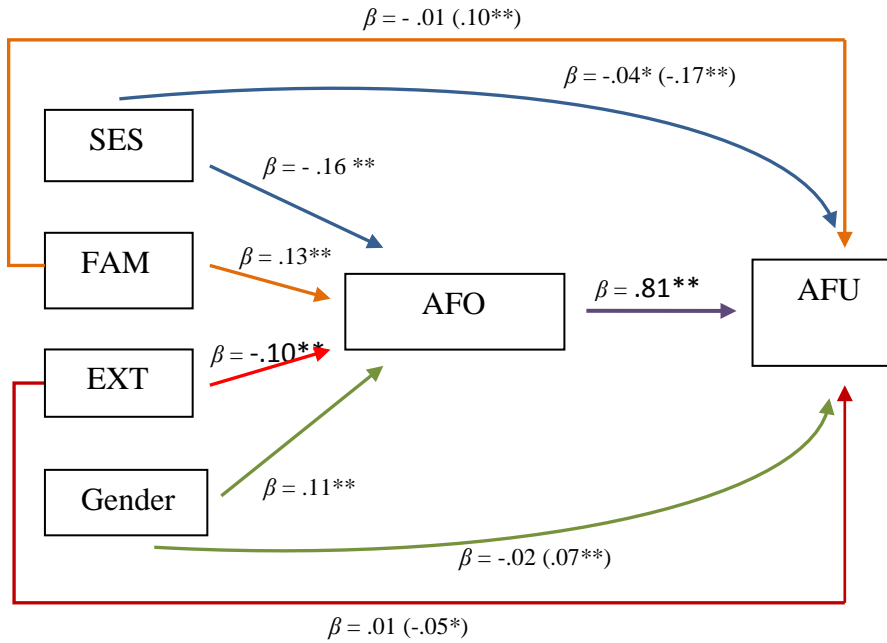 β = - .01 (.10**)
β = -.04* (-.17**)
SES
β = - .16 **
FAM
β = .13**
AFO
β = .81**
AFU
EXT
β = -.10**
Gender
β = .11**
β = -.02 (.07**)
β = .01 (-.05*)